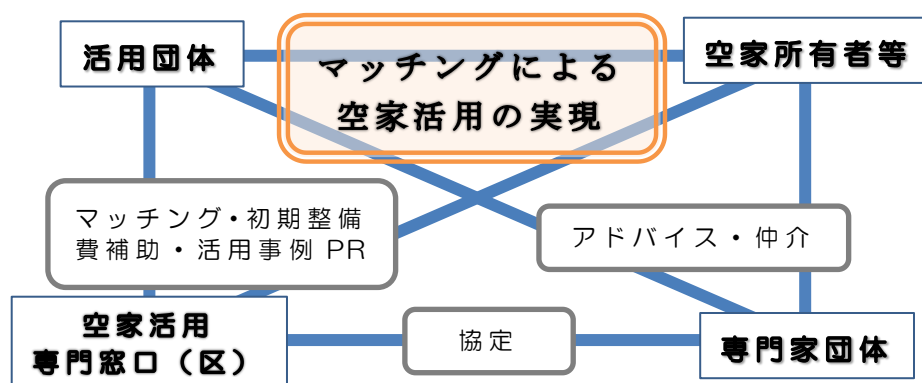 活用団体
マッチングによる
空家活用の実現
空家所有者等
マッチング・初期整備
費補助・活用事例 PR
アドバイス・仲介
空家活用
専門窓口（区）
協定
専門家団体